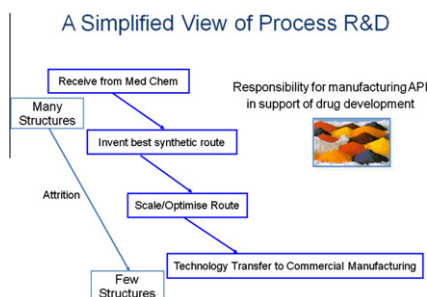 A Simplified View of Process R&D
Receive from Med Chem
Responsibility for manufacturing API
in support of drug development
Many
Structures
Invent best synthetic route
Attrition
Scale/Optimise Route
Technology Transfer to Commercial Manufacturing
Few
Structures